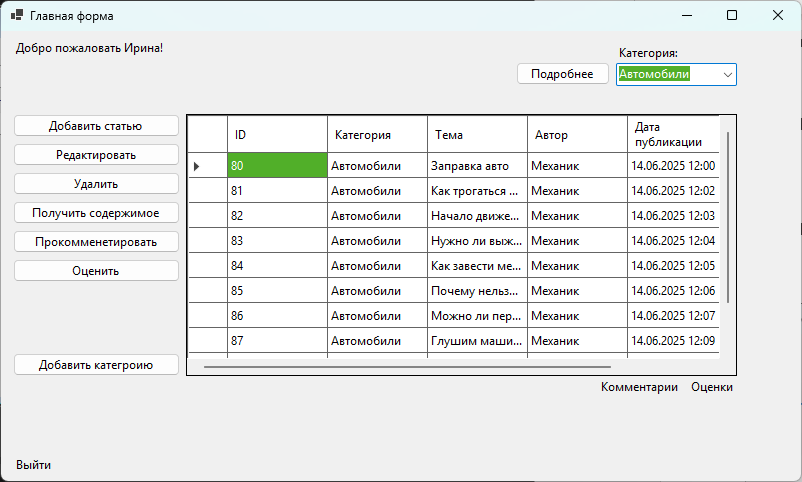 Главная форма
Добро пожаловать Ирина!
Категория:
Подробнее
Автомобили
Добавить статью
Редактировать
Удалить
Получить содержимое
Прокомменетировать
Оценить
Добавить категроию
ID Категория Тема Автор Дата публикации
80 Автомобили Заправка авто Механик 14.06.2025 12:00
81 Автомобили Как трогаться ... Механик 14.06.2025 12:02
82 Автомобили Начало движе... Механик 14.06.2025 12:03
83 Автомобили Нужно ли выж... Механик 14.06.2025 12:04
84 Автомобили Как завести ме... Механик 14.06.2025 12:05
85 Автомобили Почему нельз... Механик 14.06.2025 12:06
86 Автомобили Можно ли пер... Механик 14.06.2025 12:07
87 Автомобили Глушим маши... Механик 14.06.2025 12:09
Комментарии Оценки
Выйти